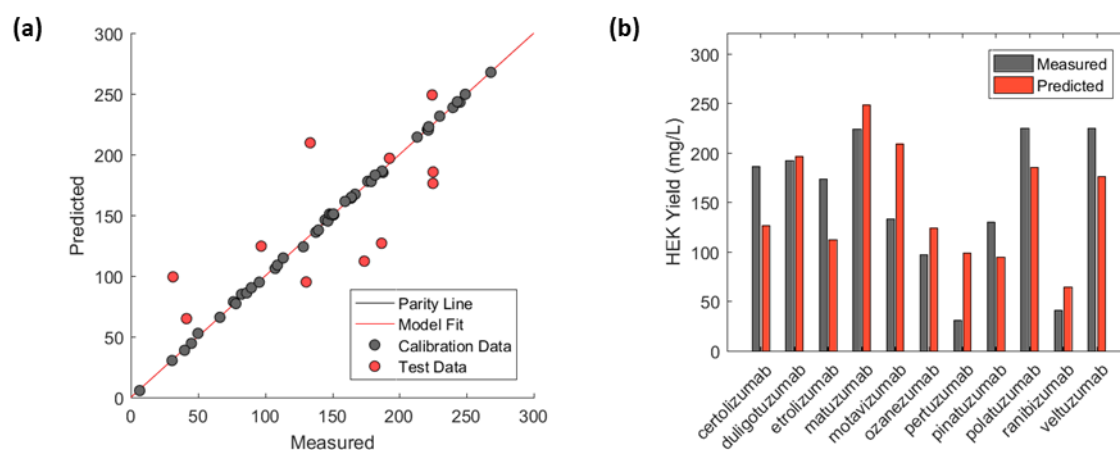 (a)
300
250
200
150
100
50
0
Predicted
Parity Line
Model Fit
Calibration Data
Test Data
0 50 100 150 200 250 300
Measured
(b)
300
250
200
150
100
50
0
HEK Yield (mg/L)
Measured
Predicted
certolizumab
duligotuzumab
etrolizumab
matuzumab
motavizumab
ozanezumab
pertuzumab
pinatuzumab
polatuzumab
ranibizumab
veltuzumab